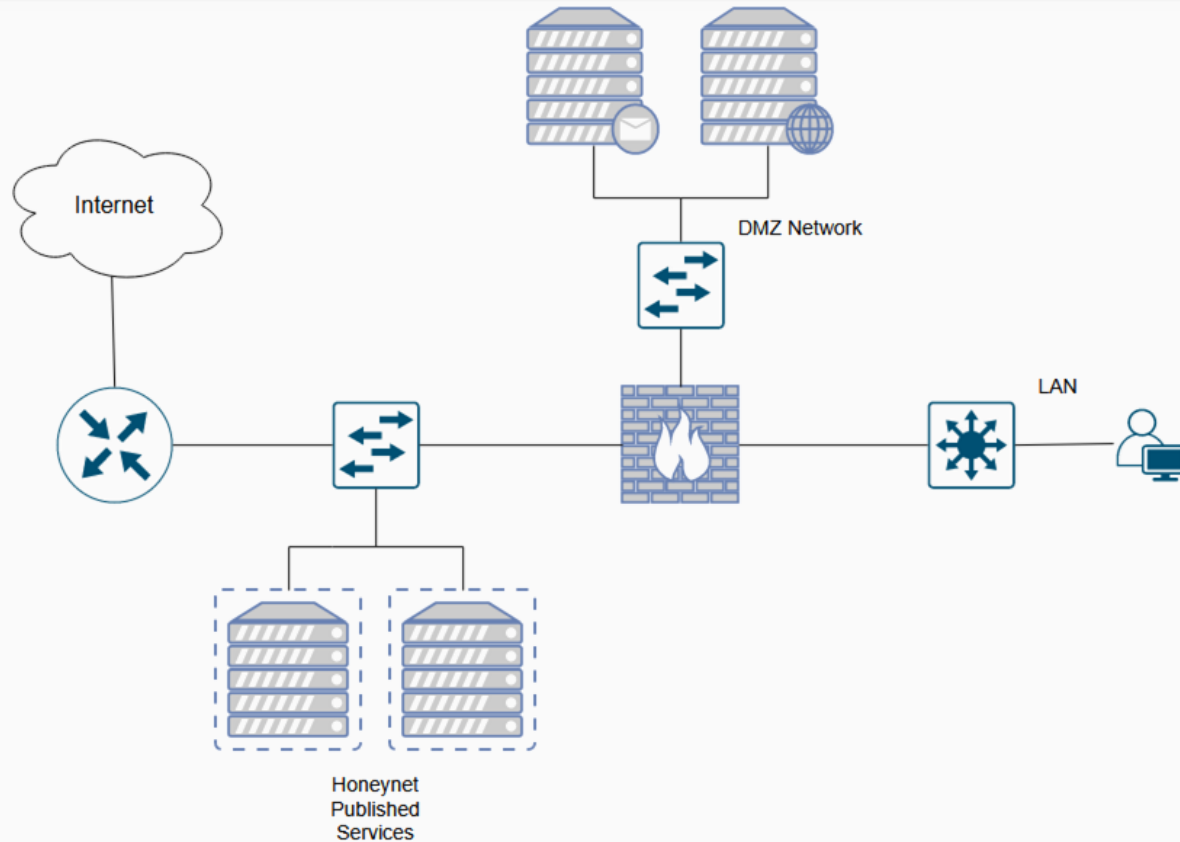 Internet
DMZ Network
LAN
Honeynet
Published
Services